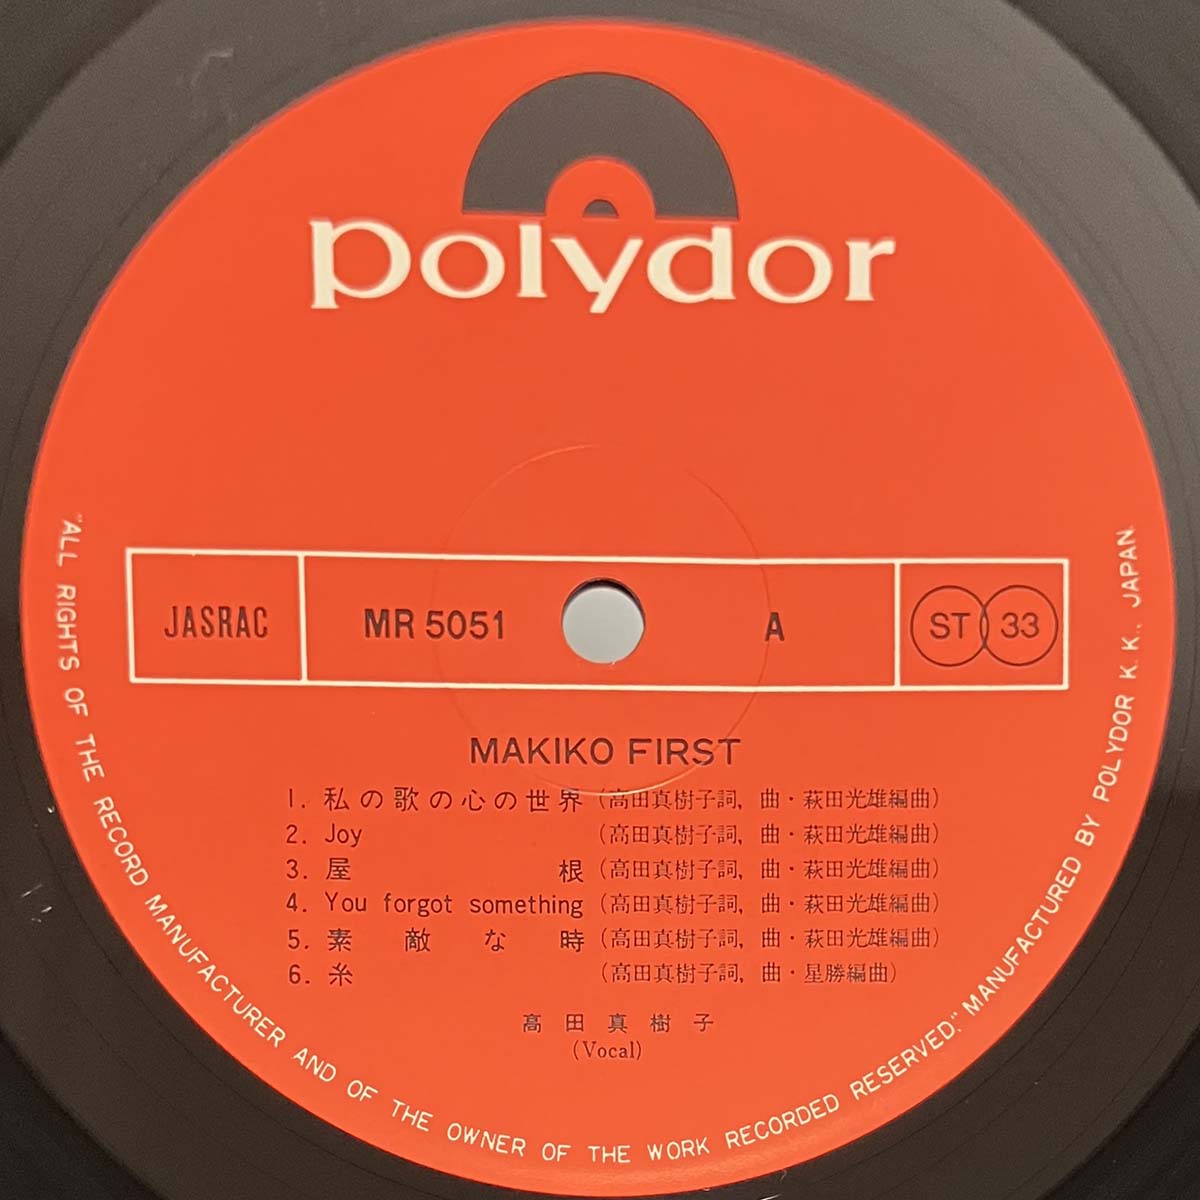 polydor
JASRAC
MR 5051
A
ST 33
MAKIKO FIRST
1. 私の歌の心の世界 (高田真樹子詞, 曲・萩田光雄編曲)
2. Joy (高田真樹子詞, 曲・萩田光雄編曲)
3. 屋根 (高田真樹子詞, 曲・萩田光雄編曲)
4. You forgot something (高田真樹子詞, 曲・萩田光雄編曲)
5. 素敵な時 (高田真樹子詞, 曲・萩田光雄編曲)
6. 糸 (高田真樹子詞, 曲・星勝編曲)
高田真樹子
(Vocal)
"ALL RIGHTS OF THE RECORD MANUFACTURER AND OF THE OWNER OF THE WORK RECORDED RESERVED." MANUFACTURED BY POLYDOR K. K., JAPAN.